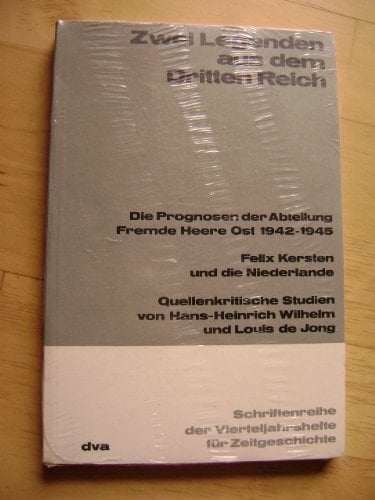 Zwei Legenden
aus dem
Dritten Reich
Die Prognosen der Abteilung
Fremde Heere Ost 1942-1945
Felix Kersten
und die Niederlande
Quellenkritische Studien
von Hans-Heinrich Wilhelm
und Louis de Jong
Schriftenreihe
der Vierteljahrshefte
für Zeitgeschichte
dva